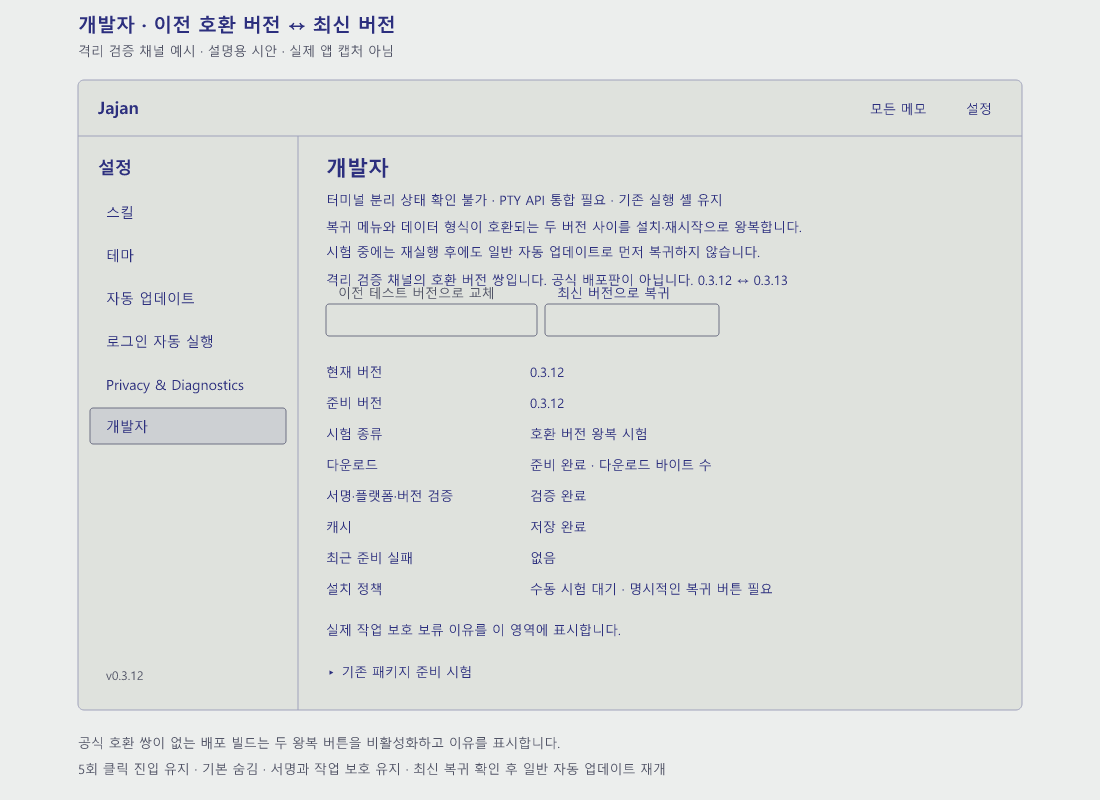 개발자 · 이전 호환 버전 ↔ 최신 버전
격리 검증 채널 예시 · 설명용 시안 · 실제 앱 캡처 아님
Jajan
모든 메모
설정
설정
스킬
테마
자동 업데이트
로그인 자동 실행
Privacy & Diagnostics
개발자
v0.3.12
개발자
터미널 분리 상태 확인 불가 · PTY API 통합 필요 · 기존 실행 셸 유지
복귀 메뉴와 데이터 형식이 호환되는 두 버전 사이를 설치·재시작으로 왕복합니다.
시험 중에는 재실행 후에도 일반 자동 업데이트로 먼저 복귀하지 않습니다.
격리 검증 채널의 호환 버전 쌍입니다. 공식 배포판이 아닙니다. 0.3.12 ↔ 0.3.13
이전 테스트 버전으로 교체
최신 버전으로 복귀
현재 버전 0.3.12
준비 버전 0.3.12
시험 종류 호환 버전 왕복 시험
다운로드 준비 완료 · 다운로드 바이트 수
서명·플랫폼·버전 검증 검증 완료
캐시 저장 완료
최근 준비 실패 없음
설치 정책 수동 시험 대기 · 명시적인 복귀 버튼 필요
실제 작업 보호 보류 이유를 이 영역에 표시합니다.
▸ 기존 패키지 준비 시험
공식 호환 쌍이 없는 배포 빌드는 두 왕복 버튼을 비활성화하고 이유를 표시합니다.
5회 클릭 진입 유지 · 기본 숨김 · 서명과 작업 보호 유지 · 최신 복귀 확인 후 일반 자동 업데이트 재개